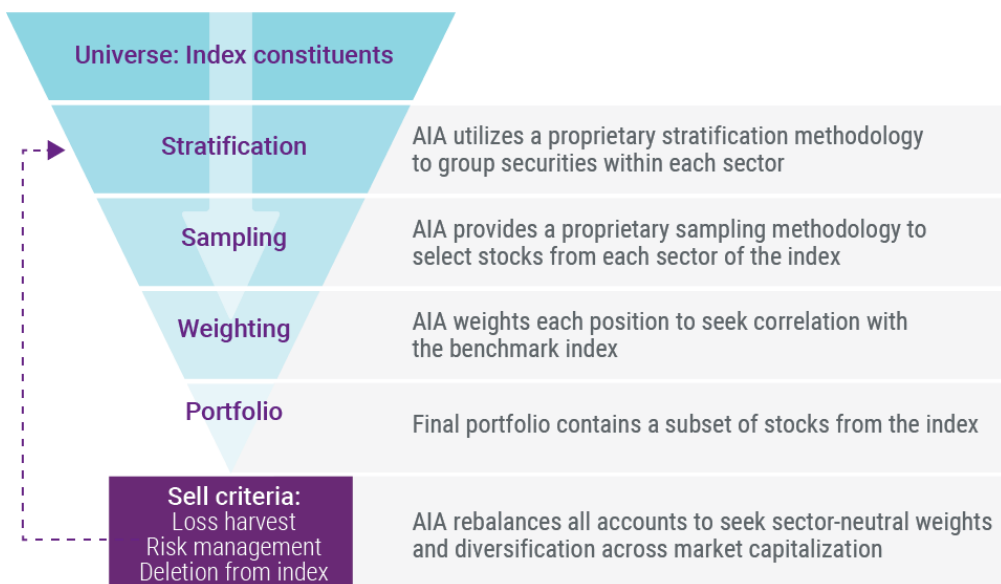 Universe: Index constituents
Stratification
AIA utilizes a proprietary stratification methodology
to group securities within each sector
Sampling
AIA provides a proprietary sampling methodology to
select stocks from each sector of the index
Weighting
AIA weights each position to seek correlation with
the benchmark index
Portfolio
Final portfolio contains a subset of stocks from the index
Sell criteria:
Loss harvest
Risk management
Deletion from index
AIA rebalances all accounts to seek sector-neutral weights
and diversification across market capitalization